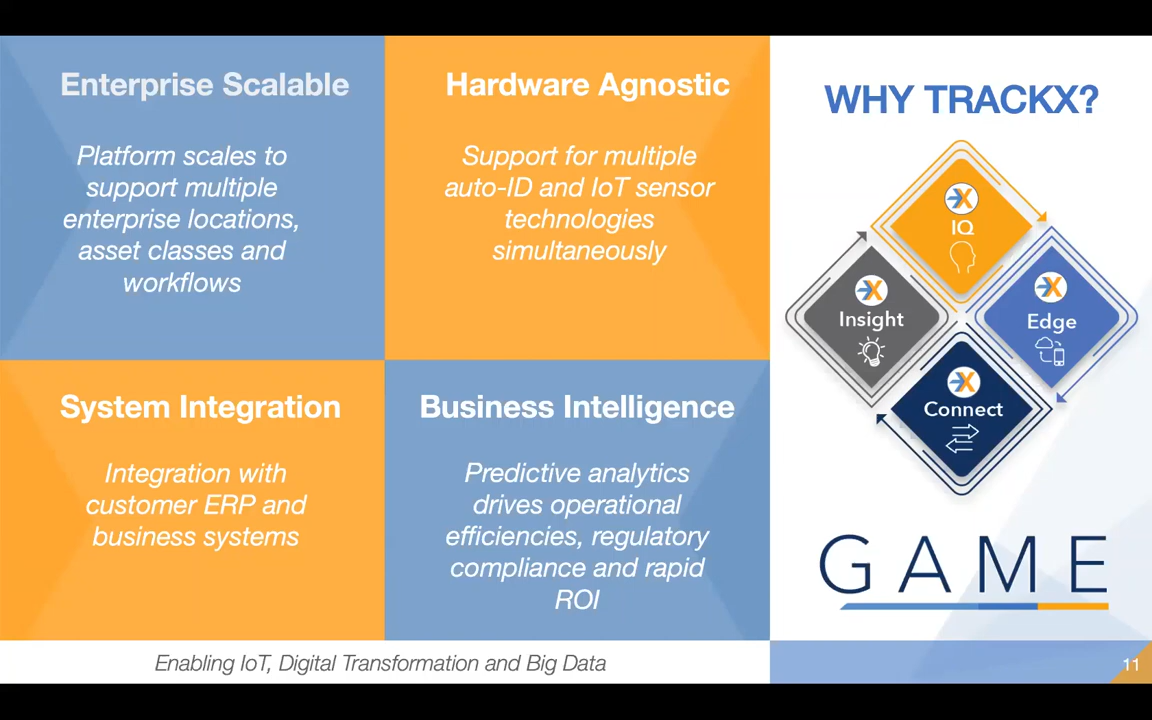 Enterprise Scalable
Platform scales to
support multiple
enterprise locations,
asset classes and
workflows
Hardware Agnostic
Support for multiple
auto-ID and IoT sensor
technologies
simultaneously
System Integration
Integration with
customer ERP and
business systems
Business Intelligence
Predictive analytics
drives operational
efficiencies, regulatory
compliance and rapid
ROI
WHY TRACKX?
X
IQ
X
Insight
X
Edge
X
Connect
GAME
Enabling IoT, Digital Transformation and Big Data
11